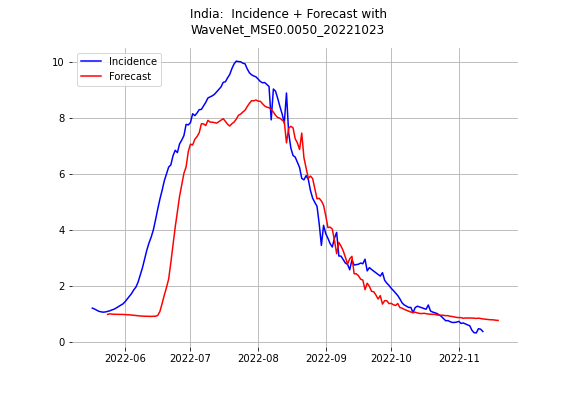 India:  Incidence + Forecast with
WaveNet_MSE0.0050_20221023
Incidence
Forecast
10
8
6
4
2
0
2022-06 2022-07 2022-08 2022-09 2022-10 2022-11